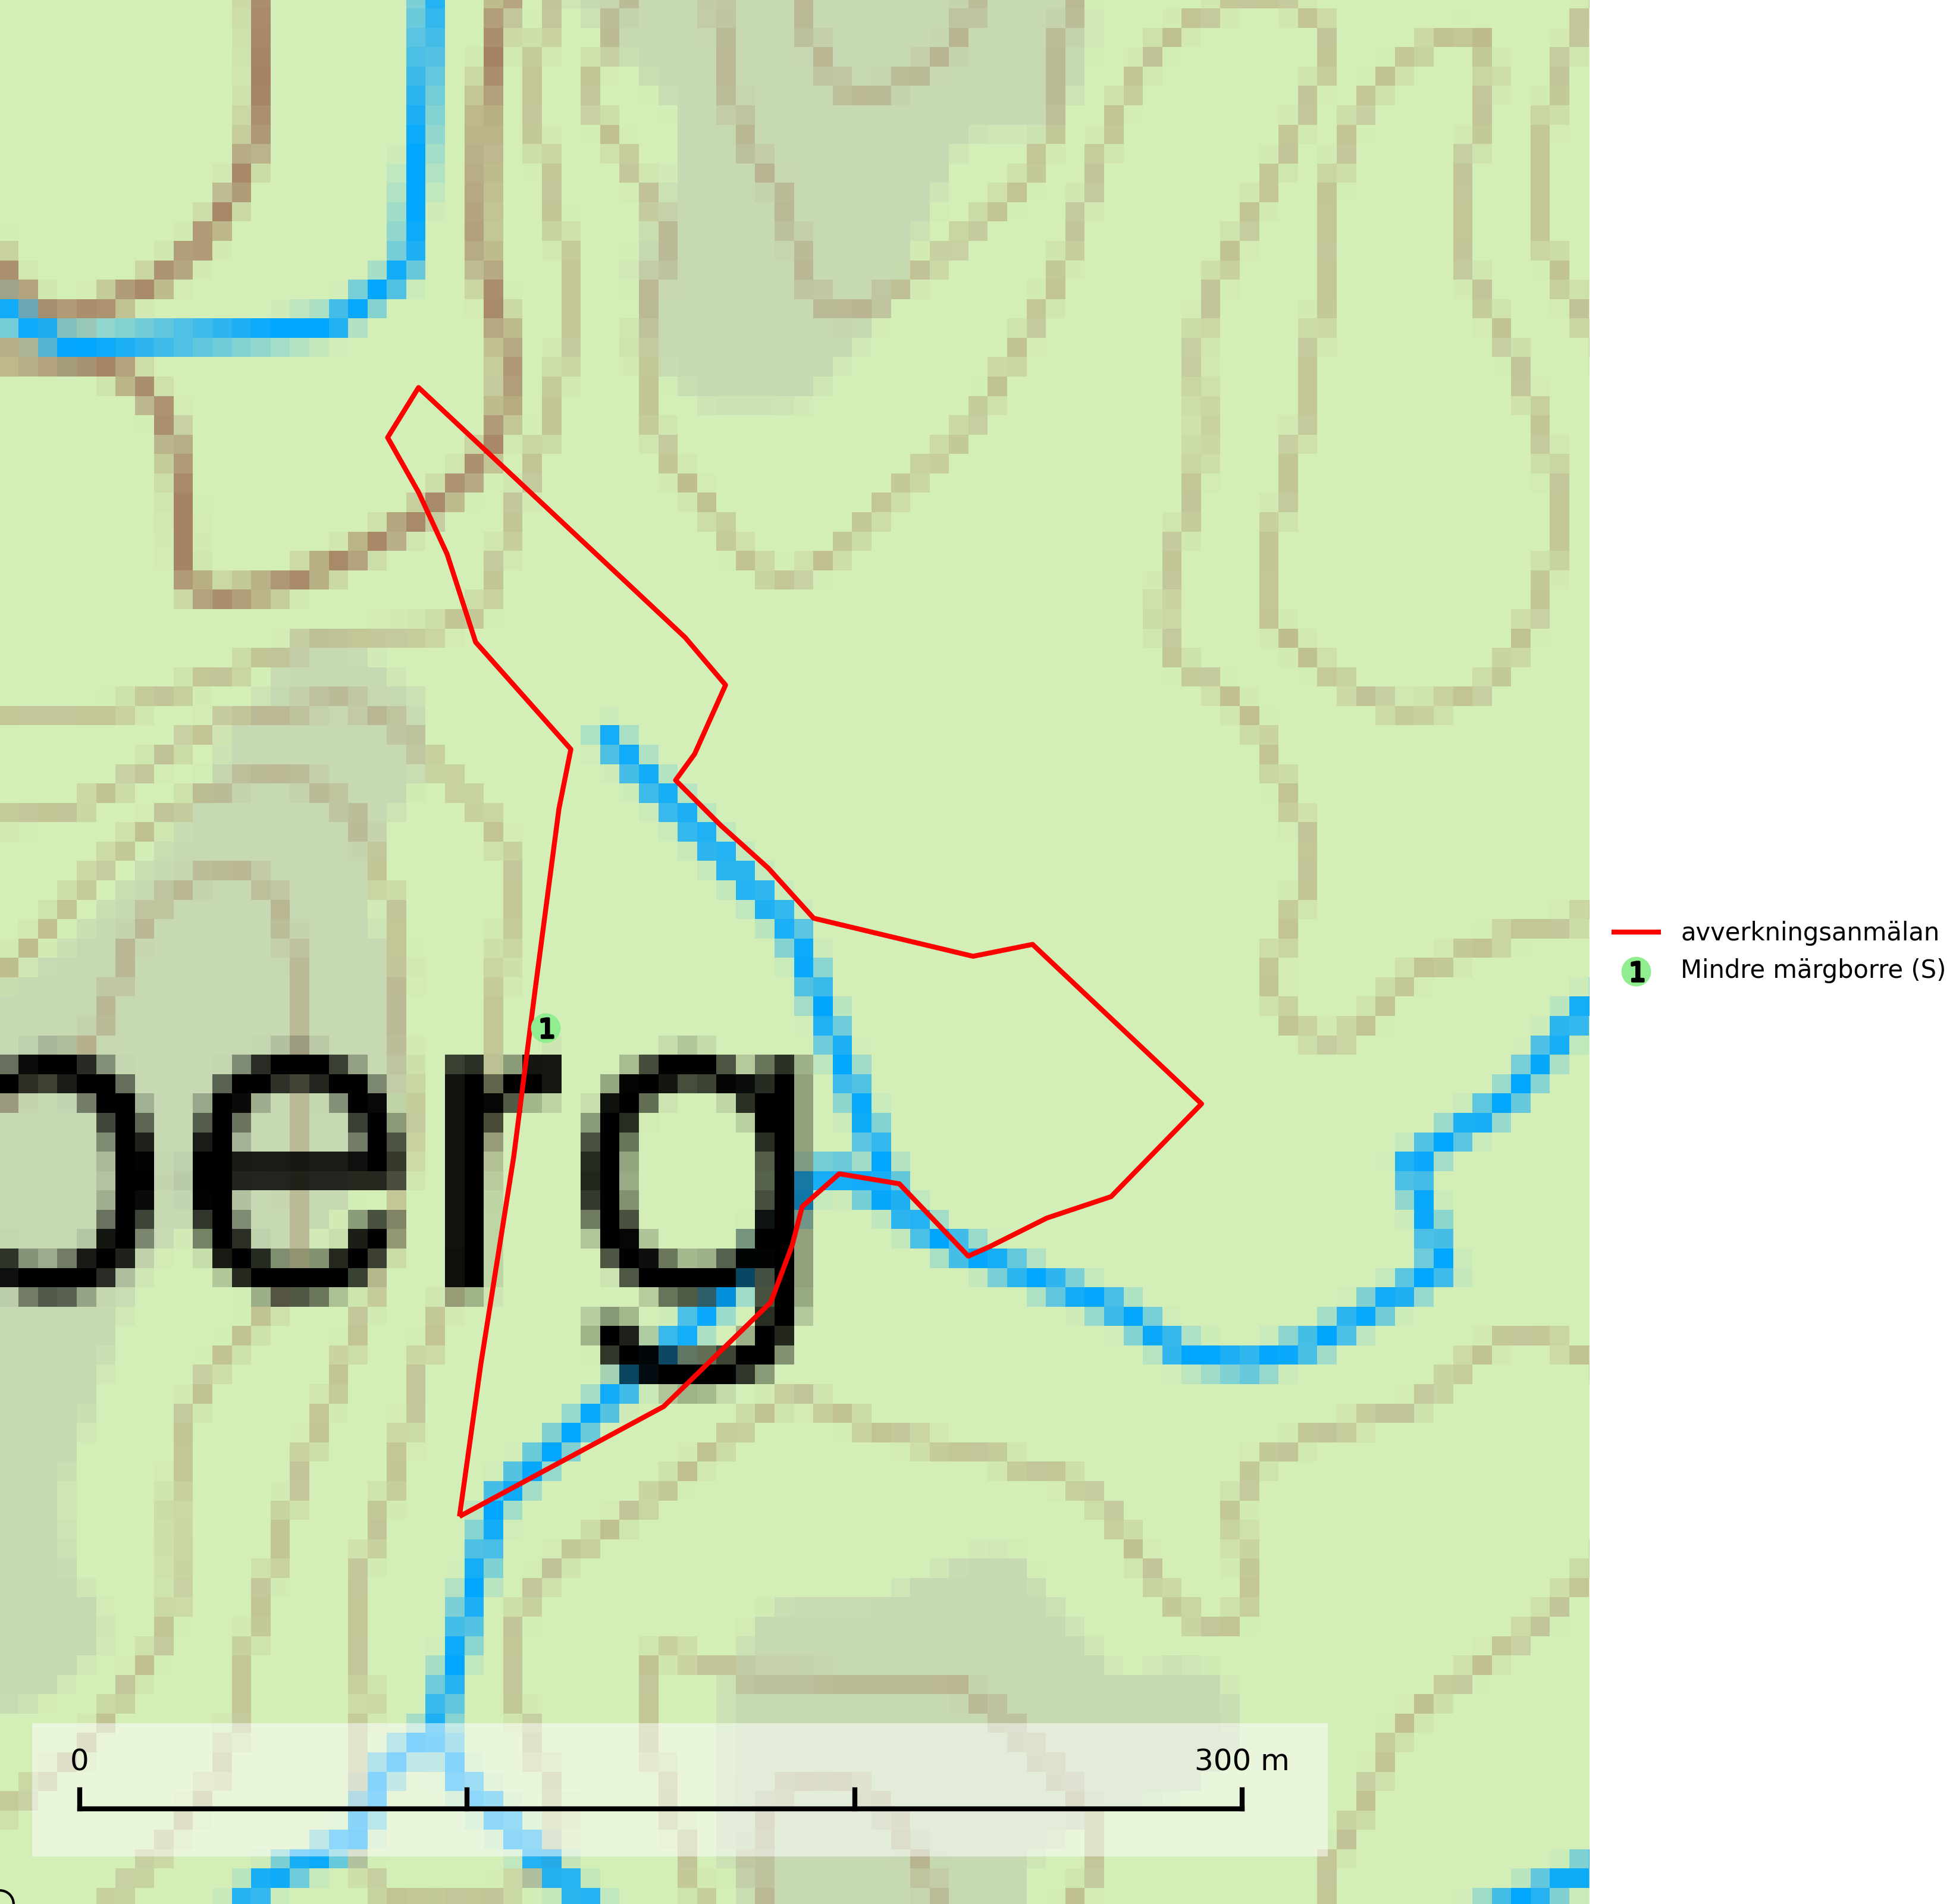 erg
1
0
300 m
avverkningsanmälan
1 Mindre märgborre (S)